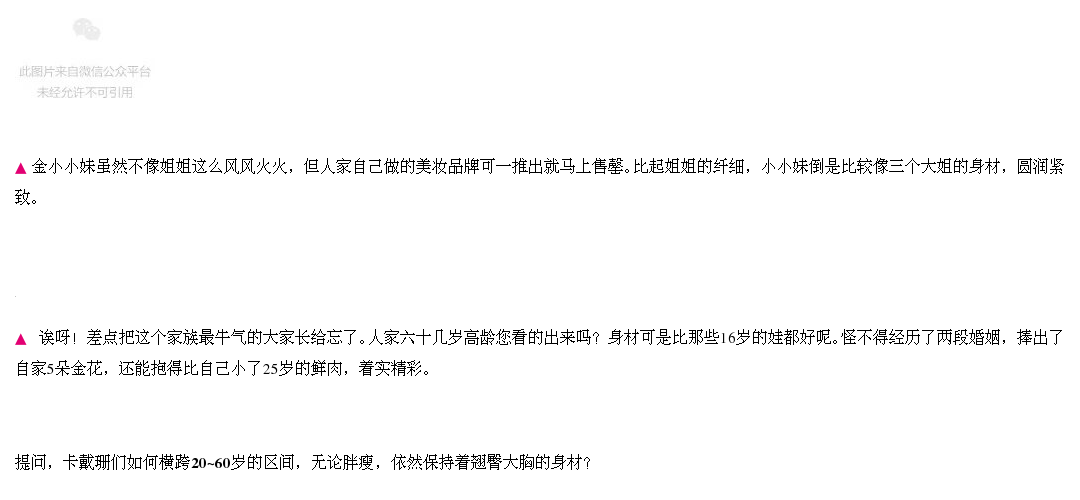 此图片来自微信公众平台
未经允许不可引用
▲ 金小小妹虽然不像姐姐这么风风火火，但人家自己做的美妆品牌可一推出就马上售罄。比起姐姐的纤细，小小妹倒是比较像三个大姐的身材，圆润紧
致。
▲ 诶呀！差点把这个家族最牛气的大家长给忘了。人家六十几岁高龄您看的出来吗？身材可是比那些16岁的娃都好呢。怪不得经历了两段婚姻，捧出了
自家5朵金花，还能抱得比自己小了25岁的鲜肉，着实精彩。
提问，卡戴珊们如何横跨20~60岁的区间，无论胖瘦，依然保持着翘臀大胸的身材？